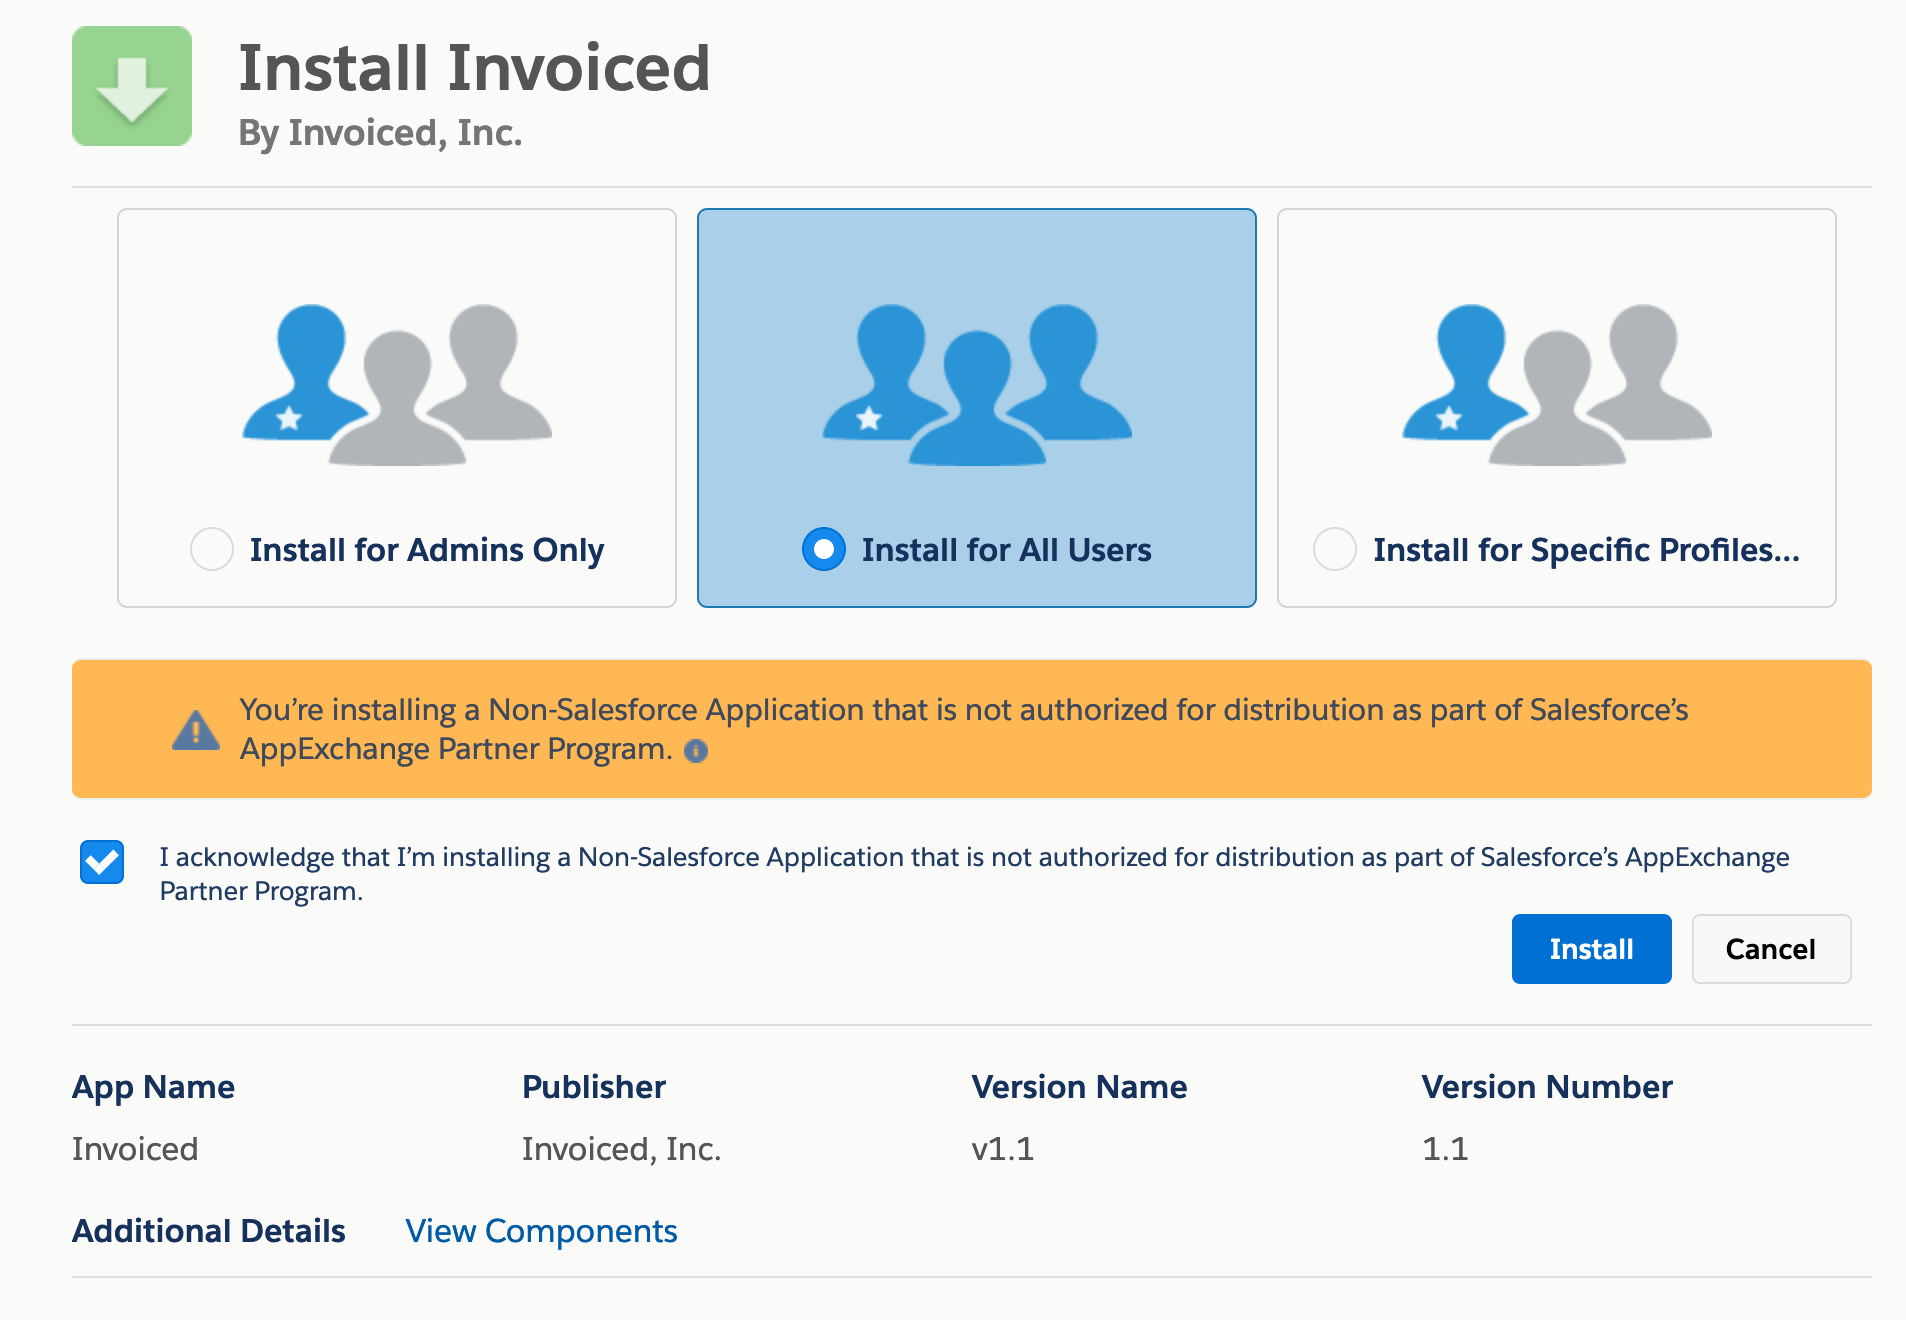 Install Invoiced
By Invoiced, Inc.
Install for Admins Only
Install for All Users
Install for Specific Profiles...
You’re installing a Non-Salesforce Application that is not authorized for distribution as part of Salesforce’s
AppExchange Partner Program.
I acknowledge that I’m installing a Non-Salesforce Application that is not authorized for distribution as part of Salesforce’s AppExchange
Partner Program.
Install Cancel
App Name Publisher Version Name Version Number
Invoiced Invoiced, Inc. v1.1 1.1
Additional Details View Components